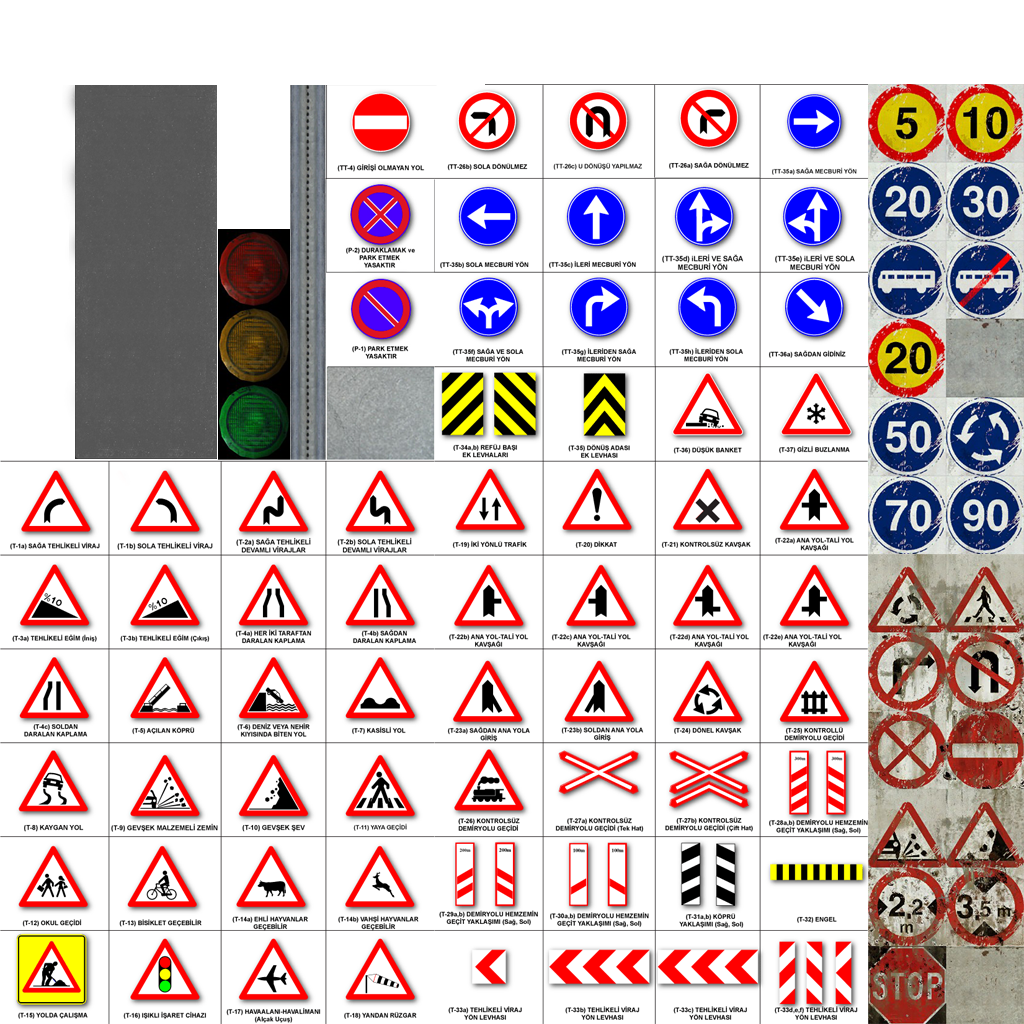 (TT-4) GİRİŞİ OLMAYAN YOL
(TT-26b) SOLA DÖNÜLMEZ
(TT-26c) U DÖNÜŞÜ YAPILMAZ
(TT-26a) SAĞA DÖNÜLMEZ
(TT-35a) SAĞA MECBURİ YÖN
5
10
(P-2) DURAKLAMAK ve
PARK ETMEK
YASAKTIR
(TT-35b) SOLA MECBURİ YÖN
(TT-35c) İLERİ MECBURİ YÖN
(TT-35d) iLERİ VE SAĞA
MECBURİ YÖN
(TT-35e) iLERİ VE SOLA
MECBURİ YÖN
20
30
(P-1) PARK ETMEK
YASAKTIR
(TT-35f) SAĞA VE SOLA
MECBURİ YÖN
(TT-35g) İLERİDEN SAĞA
MECBURİ YÖN
(TT-35h) İLERİDEN SOLA
MECBURİ YÖN
(TT-36a) SAĞDAN GİDİNİZ
20
(T-34a,b) REFÜJ BAŞI
EK LEVHALARI
(T-35) DÖNÜŞ ADASI
EK LEVHASI
(T-36) DÜŞÜK BANKET
(T-37) GİZLİ BUZLANMA
50
(T-1a) SAĞA TEHLİKELİ VİRAJ
(T-1b) SOLA TEHLİKELİ VİRAJ
(T-2a) SAĞA TEHLİKELİ
DEVAMLI VİRAJLAR
(T-2b) SOLA TEHLİKELİ
DEVAMLI VİRAJLAR
(T-19) İKİ YÖNLÜ TRAFİK
(T-20) DİKKAT
(T-21) KONTROLSÜZ KAVŞAK
(T-22a) ANA YOL-TALİ YOL
KAVŞAĞI
70
90
%10
(T-3a) TEHLİKELİ EĞİM (İniş)
%10
(T-3b) TEHLİKELİ EĞİM (Çıkış)
(T-4a) HER İKİ TARAFTAN
DARALAN KAPLAMA
(T-4b) SAĞDAN
DARALAN KAPLAMA
(T-22b) ANA YOL-TALİ YOL
KAVŞAĞI
(T-22c) ANA YOL-TALİ YOL
KAVŞAĞI
(T-22d) ANA YOL-TALİ YOL
KAVŞAĞI
(T-22e) ANA YOL-TALİ YOL
KAVŞAĞI
(T-4c) SOLDAN
DARALAN KAPLAMA
(T-5) AÇILAN KÖPRÜ
(T-6) DENİZ VEYA NEHİR
KIYISINDA BİTEN YOL
(T-7) KASİSLİ YOL
(T-23a) SAĞDAN ANA YOLA
GİRİŞ
(T-23b) SOLDAN ANA YOLA
GİRİŞ
(T-24) DÖNEL KAVŞAK
(T-25) KONTROLLÜ
DEMİRYOLU GEÇİDİ
(T-8) KAYGAN YOL
(T-9) GEVŞEK MALZEMELİ ZEMİN
(T-10) GEVŞEK ŞEV
(T-11) YAYA GEÇİDİ
(T-26) KONTROLSÜZ
DEMİRYOLU GEÇİDİ
(T-27a) KONTROLSÜZ
DEMİRYOLU GEÇİDİ (Tek Hat)
(T-27b) KONTROLSÜZ
DEMİRYOLU GEÇİDİ (Çift Hat)
300m 300m
(T-28a,b) DEMİRYOLU HEMZEMİN
GEÇİT YAKLAŞIMI (Sağ, Sol)
(T-12) OKUL GEÇİDİ
(T-13) BİSİKLET GEÇEBİLİR
(T-14a) EHLİ HAYVANLAR
GEÇEBİLİR
(T-14b) VAHŞİ HAYVANLAR
GEÇEBİLİR
200m 200m
(T-29a,b) DEMİRYOLU HEMZEMİN
GEÇİT YAKLAŞIMI (Sağ, Sol)
100m 100m
(T-30a,b) DEMİRYOLU HEMZEMİN
GEÇİT YAKLAŞIMI (Sağ, Sol)
(T-31a,b) KÖPRÜ
YAKLAŞIMI (Sağ, Sol)
(T-32) ENGEL
2.2
m
3.5 m
(T-15) YOLDA ÇALIŞMA
(T-16) IŞIKLI İŞARET CİHAZI
(T-17) HAVAALANI-HAVALİMANI
(Alçak Uçuş)
(T-18) YANDAN RÜZGAR
(T-33a) TEHLİKELİ VİRAJ
YÖN LEVHASI
(T-33b) TEHLİKELİ VİRAJ
YÖN LEVHASI
(T-33c) TEHLİKELİ VİRAJ
YÖN LEVHASI
(T-33d,e,f) TEHLİKELİ VİRAJ
YÖN LEVHASI
STOP